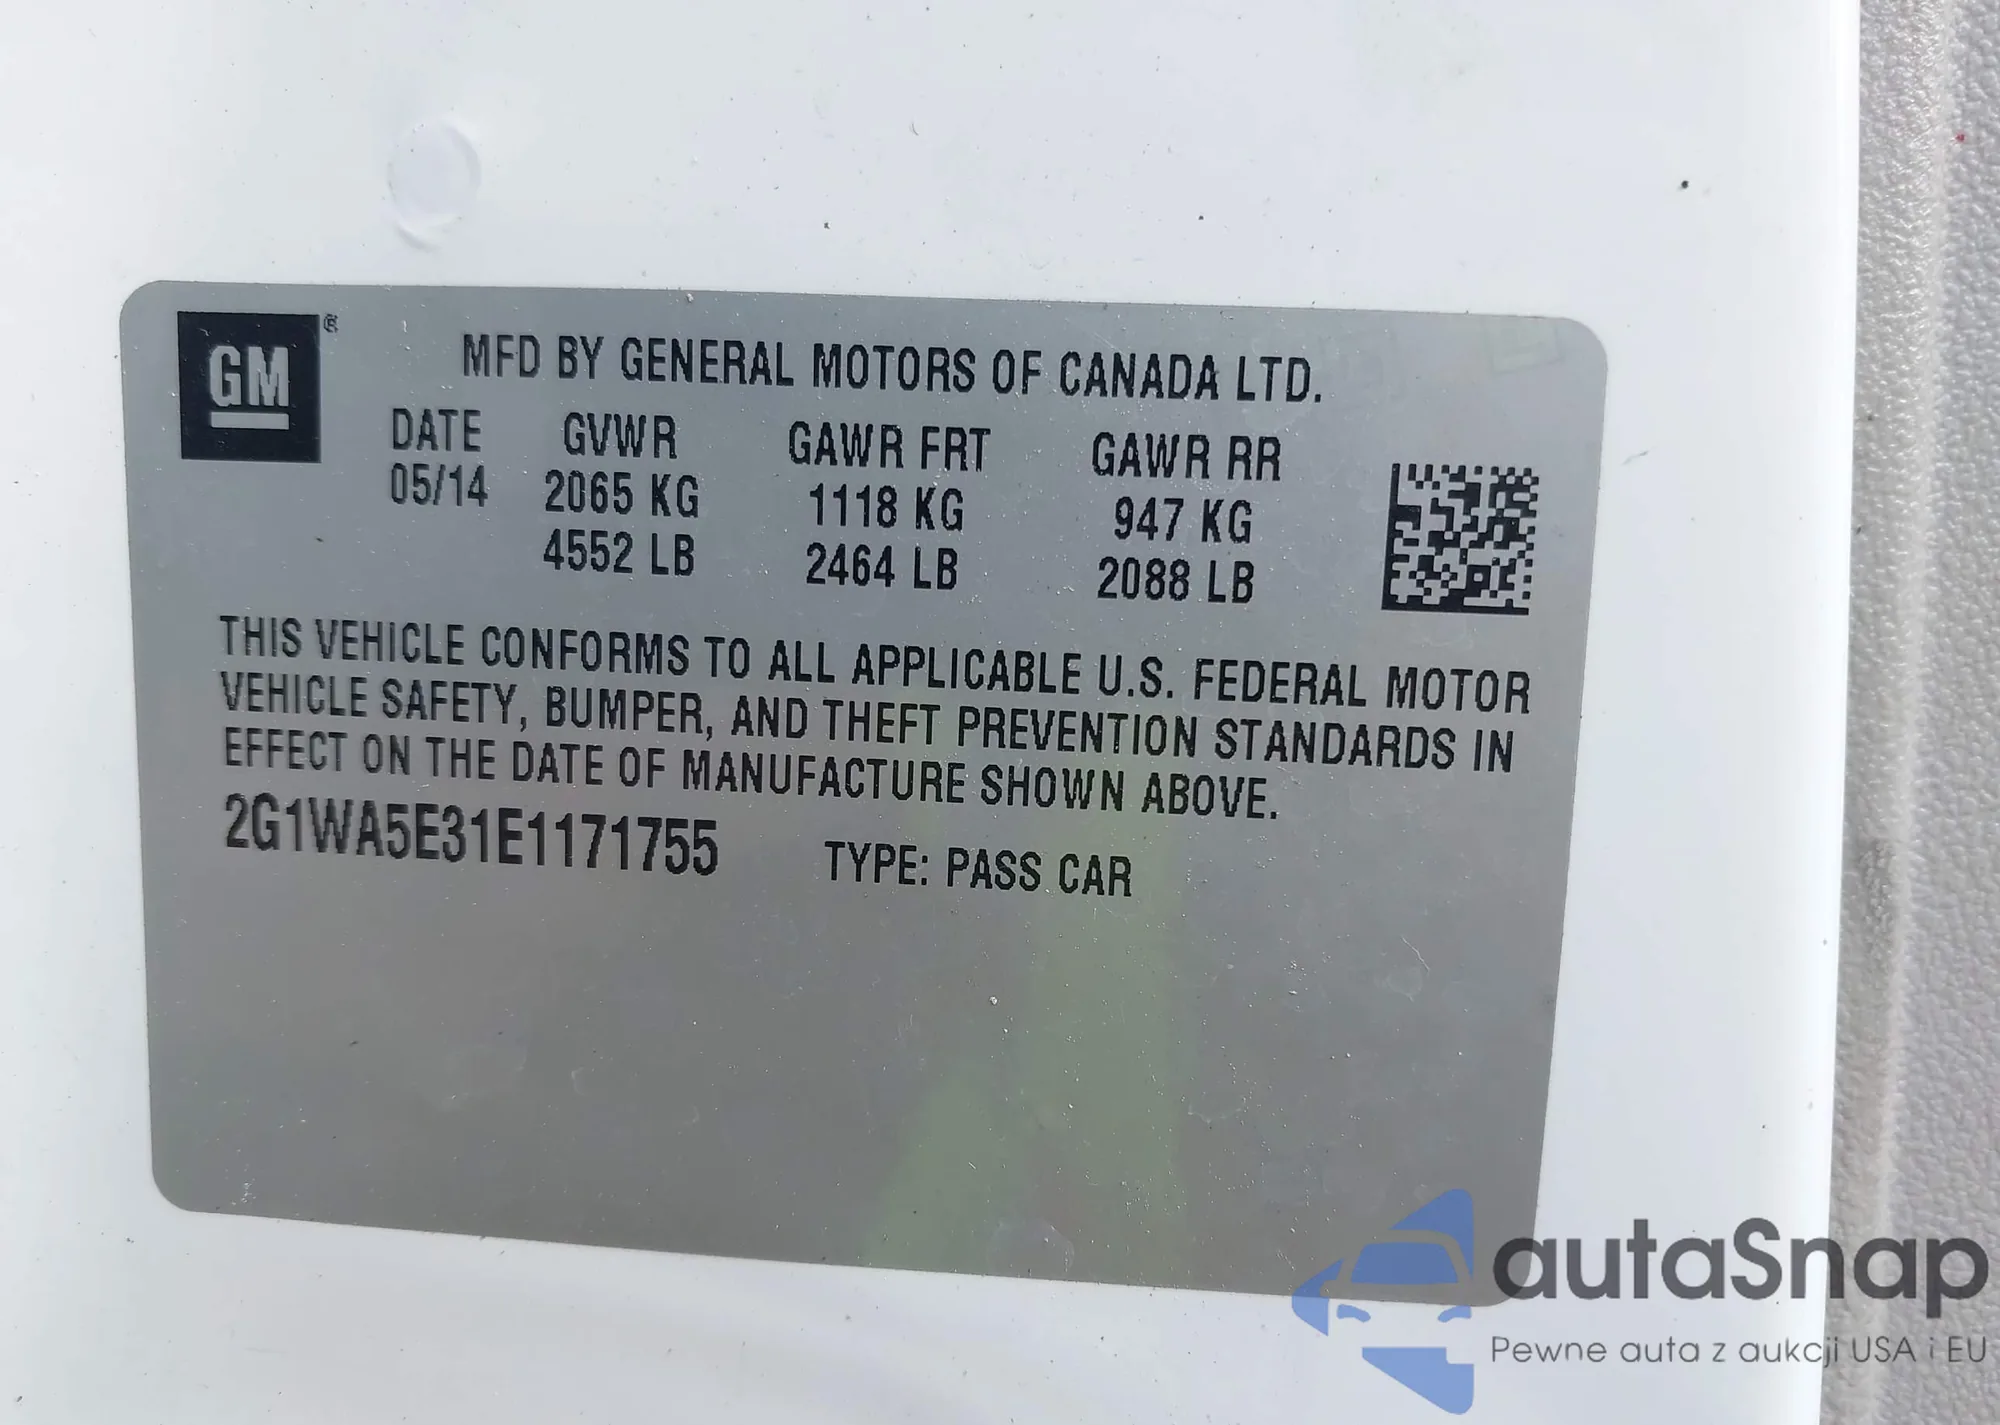 GM ®
MFD BY GENERAL MOTORS OF CANADA LTD.
DATE GVWR GAWR FRT GAWR RR
05/14 2065 KG 1118 KG 947 KG
4552 LB 2464 LB 2088 LB
THIS VEHICLE CONFORMS TO ALL APPLICABLE U.S. FEDERAL MOTOR
VEHICLE SAFETY, BUMPER, AND THEFT PREVENTION STANDARDS IN
EFFECT ON THE DATE OF MANUFACTURE SHOWN ABOVE.
2G1WA5E31E1171755 TYPE: PASS CAR
autaSnap
Pewne auta z aukcji USA i EU